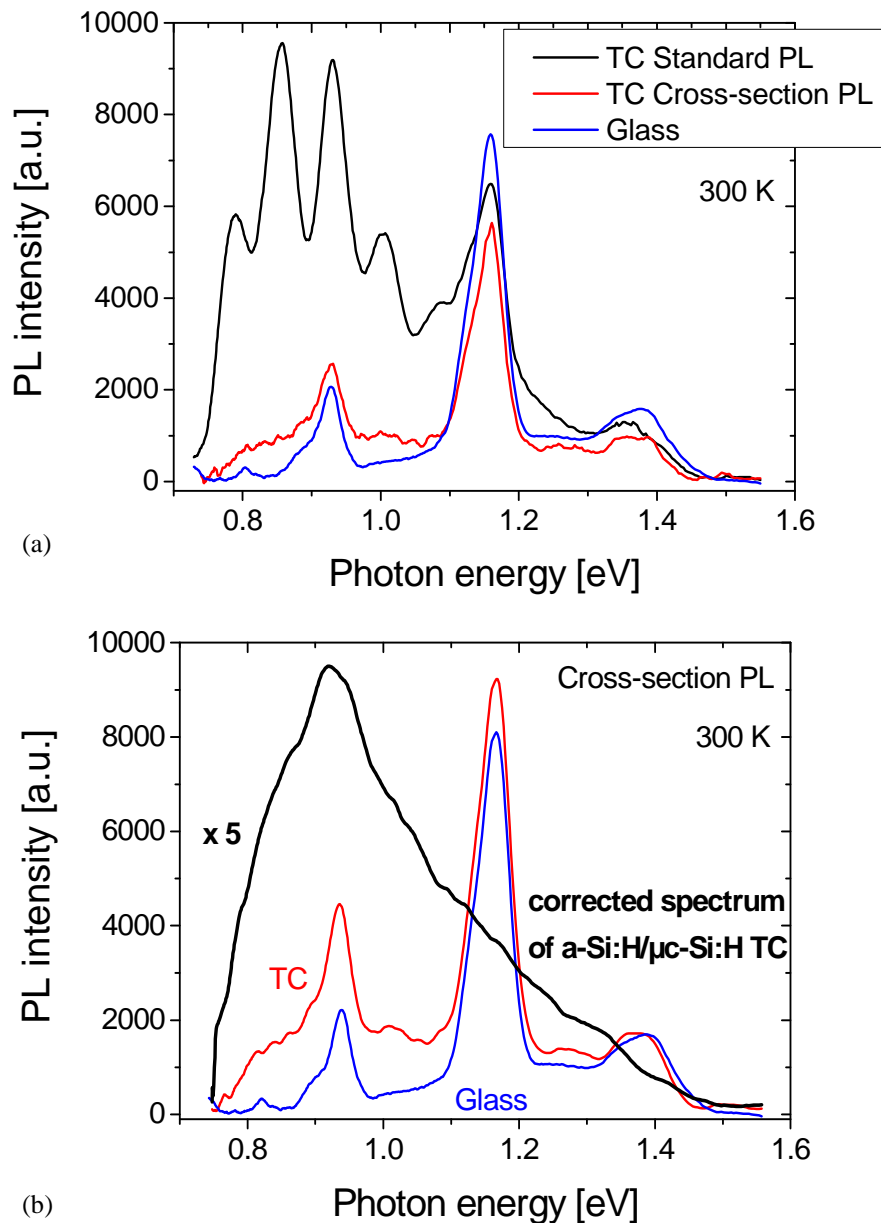 10000
8000
6000
4000
2000
0
PL intensity [a.u.]
TC Standard PL
TC Cross-section PL
Glass
300 K
0.8 1.0 1.2 1.4 1.6
(a)
Photon energy [eV]
10000
8000
6000
4000
2000
0
PL intensity [a.u.]
Cross-section PL
300 K
x 5
corrected spectrum
of a-Si:H/µc-Si:H TC
TC
Glass
0.8 1.0 1.2 1.4 1.6
(b)
Photon energy [eV]